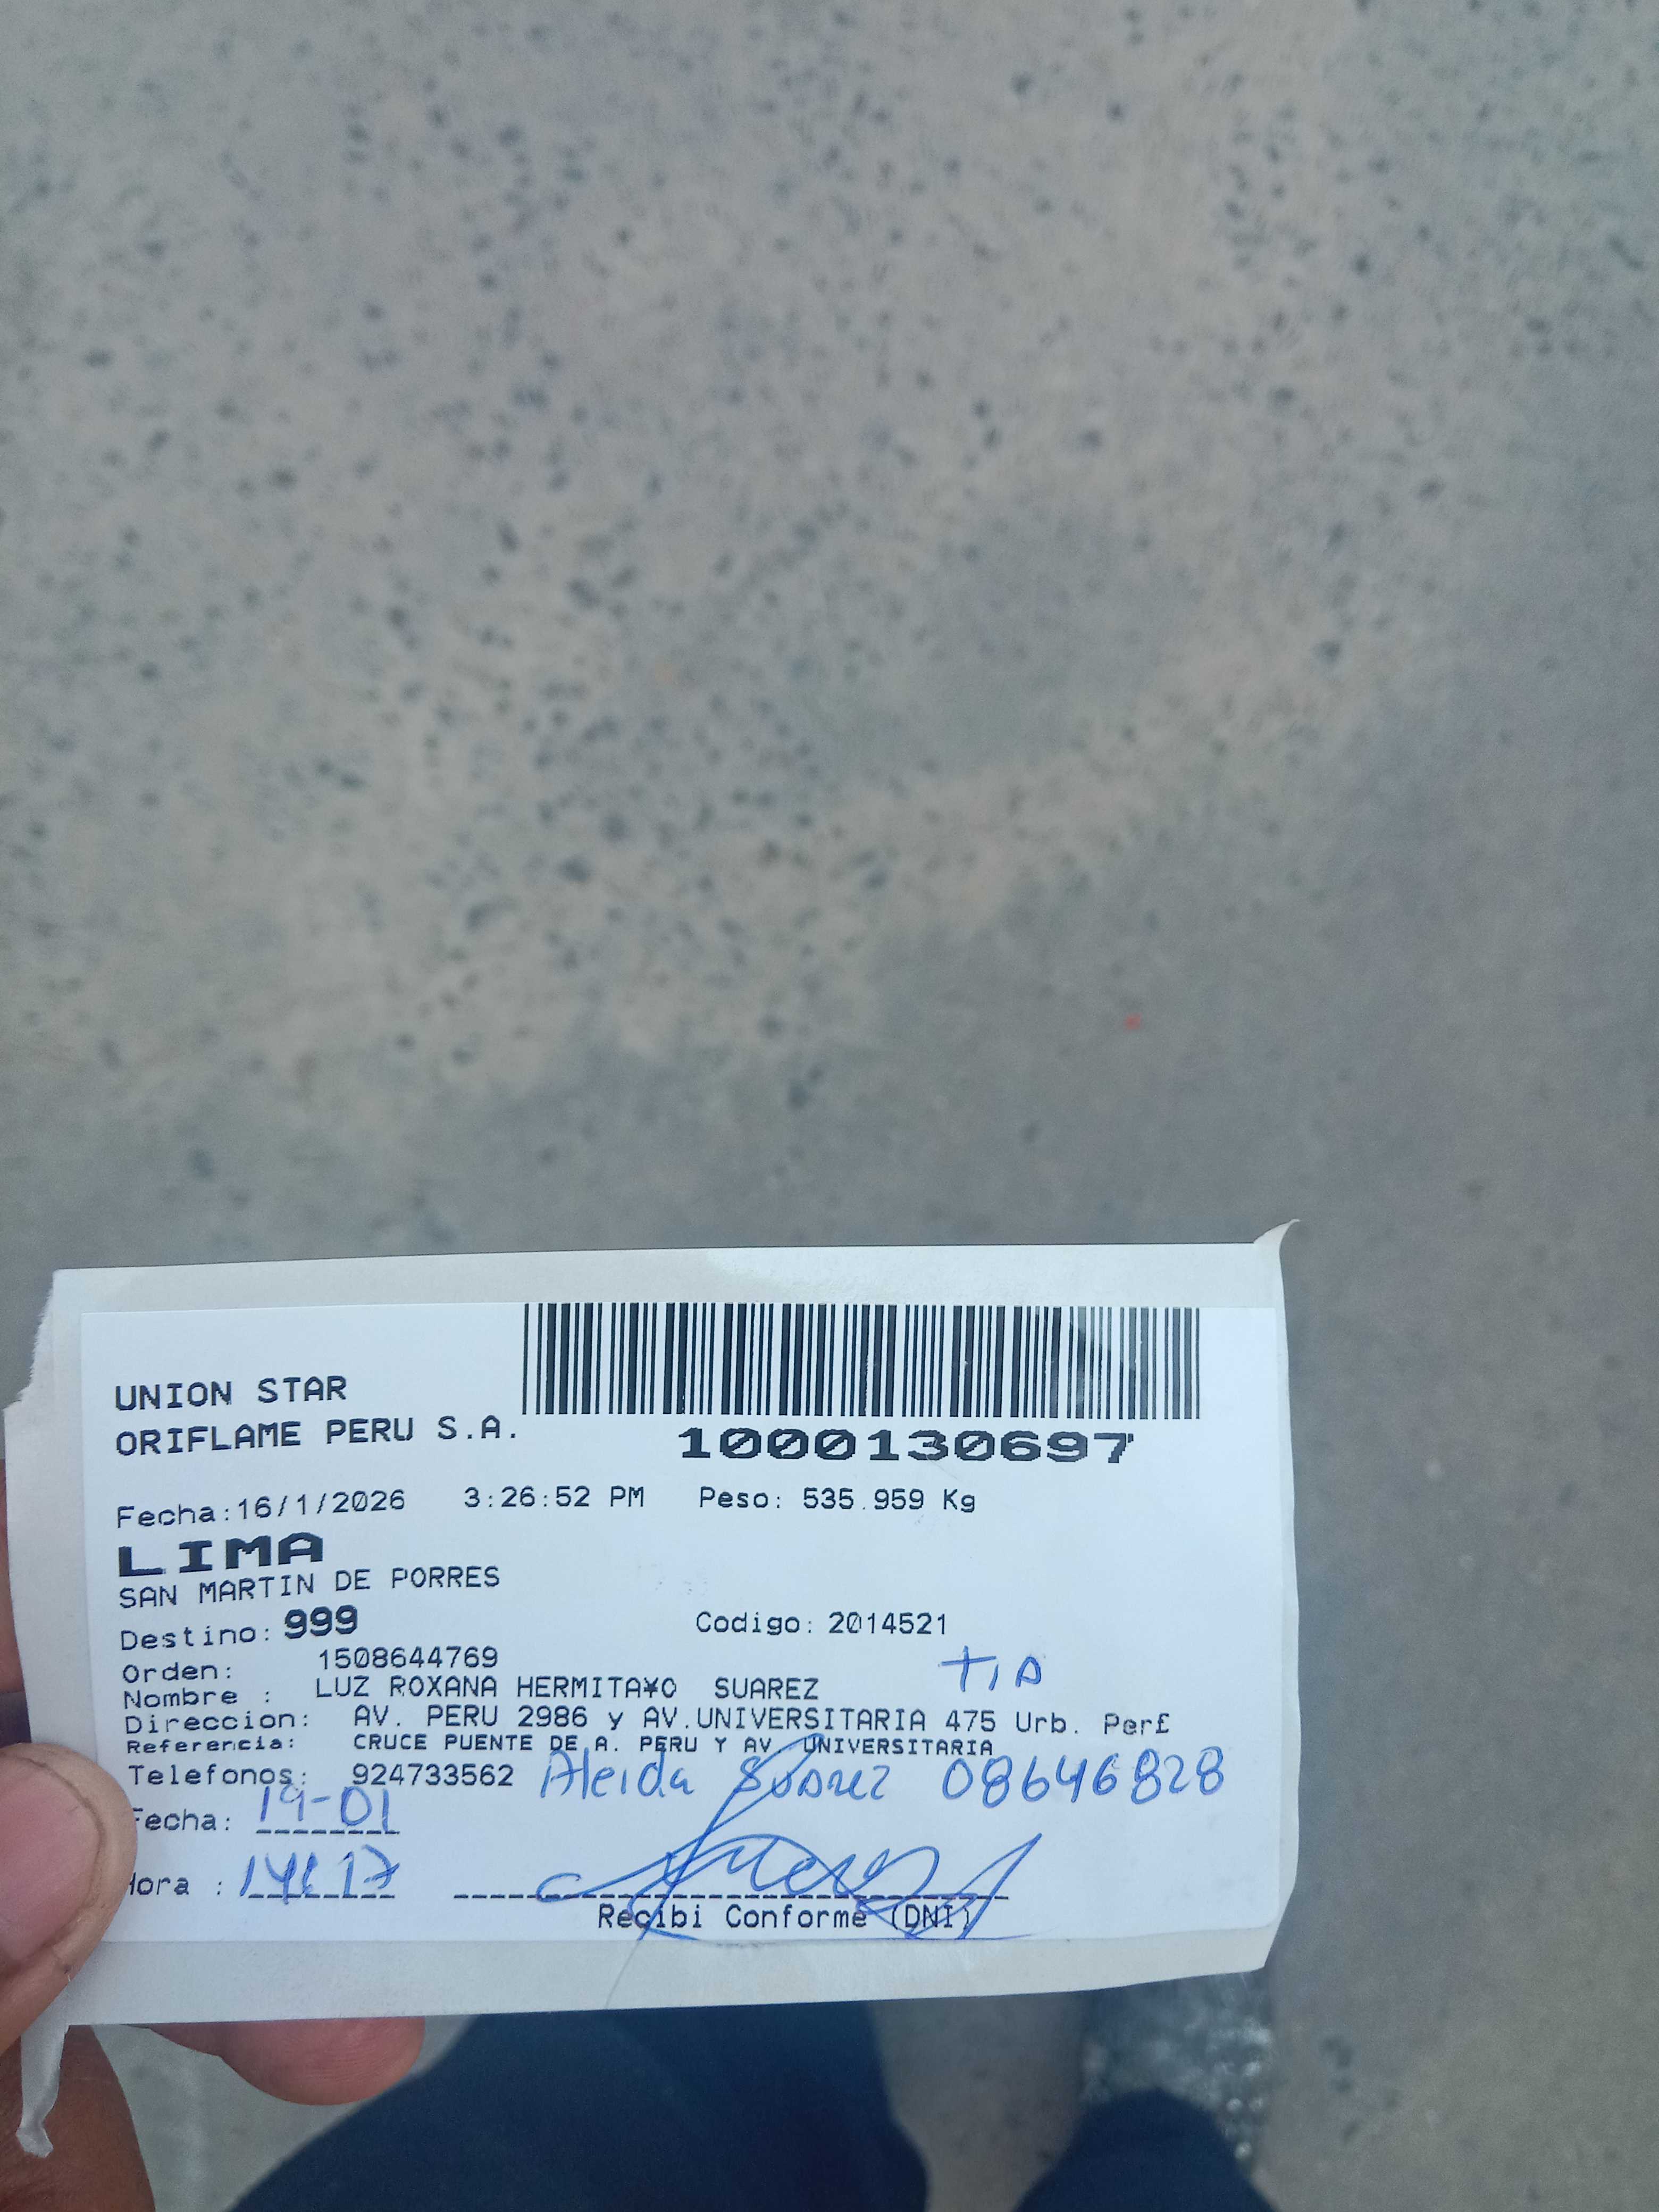 UNION STAR
ORIFLAME PERU S.A.
1000130697
Fecha:16/1/2026 3:26:52 PM Peso: 535.959 Kg
LIMA
SAN MARTIN DE PORRES
Destino: 999 Codigo: 2014521
Orden: 1508644769
TIA
Nombre : LUZ ROXANA HERMITA¥O SUAREZ
Direccion: AV. PERU 2986 y AV.UNIVERSITARIA 475 Urb. Per£
Referencia: CRUCE PUENTE DE A. PERU Y AV UNIVERSITARIA
Telefonos: 924733562 Aleida Suarez 08646828
Fecha: 19-01
Hora : 14:17
Recibi Conforme (DNI)